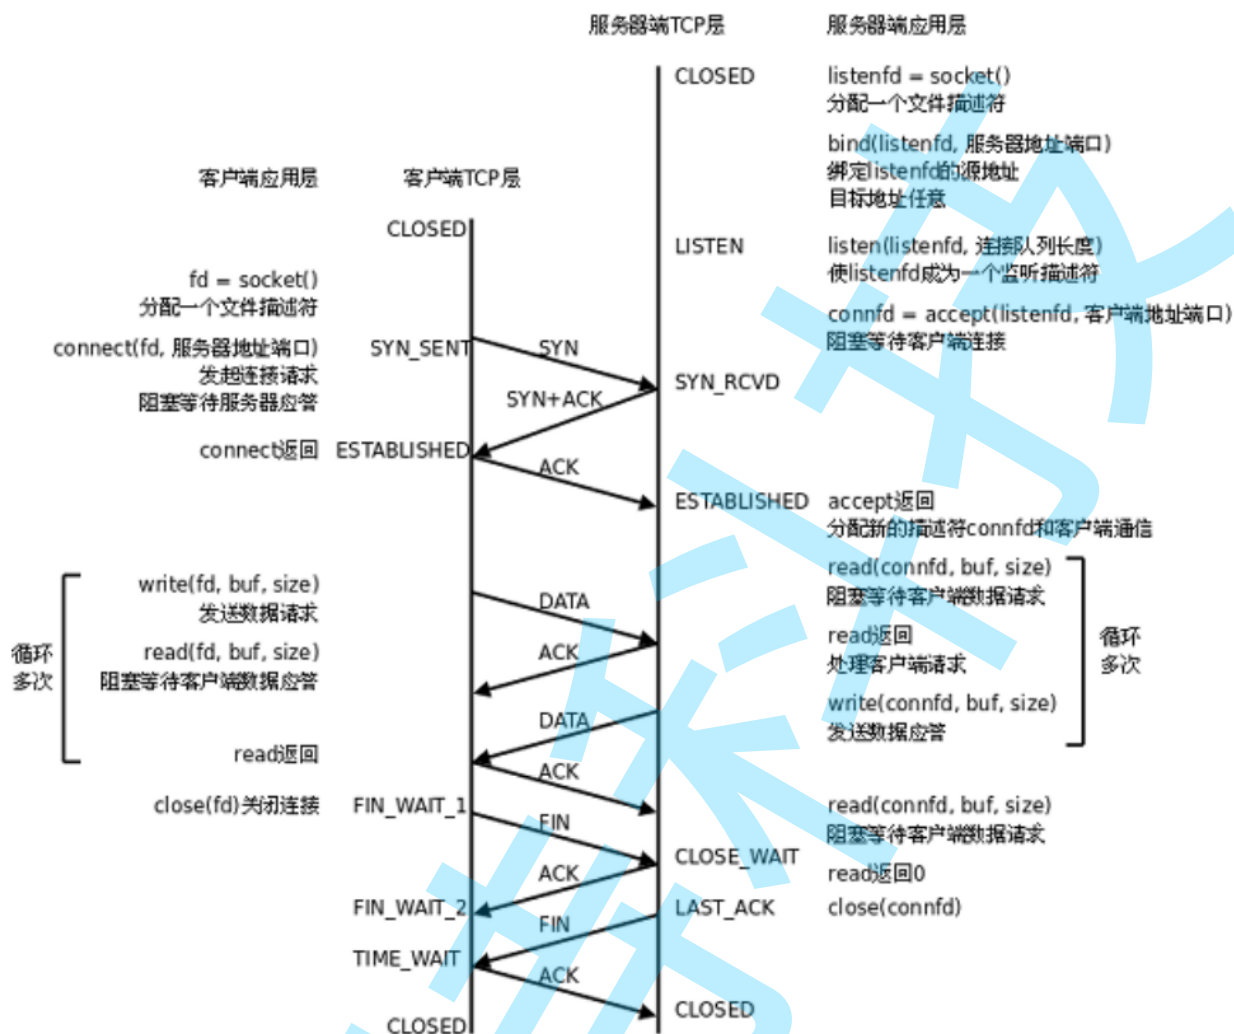 服务器端TCP层
服务器端应用层
CLOSED
listenfd = socket()
分配一个文件描述符
bind(listenfd, 服务器地址端口)
绑定listenfd的源地址
目标地址任意
客户端应用层
客户端TCP层
CLOSED
LISTEN
listen(listenfd, 连接队列长度)
使listenfd成为一个监听描述符
fd = socket()
分配一个文件描述符
connfd = accept(listenfd, 客户端地址端口)
阻塞等待客户端连接
connect(fd, 服务器地址端口)
发起连接请求
阻塞等待服务器应管
SYN_SENT
SYN
SYN_RCVD
SYN+ACK
connect返回
ESTABLISHED
ACK
ESTABLISHED
accept返回
分配新的描述符connfd和客户端通信
循环
多次
write(fd, buf, size)
发送数据请求
DATA
read(connfd, buf, size)
阻塞等待客户端数据请求
循环
多次
read(fd, buf, size)
阻塞等待客户端数据应管
ACK
read返回
处理客户端请求
DATA
write(connfd, buf, size)
发送数据应管
read返回
ACK
close(fd)关闭连接
FIN_WAIT_1
FIN
read(connfd, buf, size)
阻塞等待客户端数据请求
CLOSE_WAIT
ACK
read返回0
FIN_WAIT_2
LAST_ACK
close(connfd)
FIN
TIME_WAIT
ACK
CLOSED
CLOSED